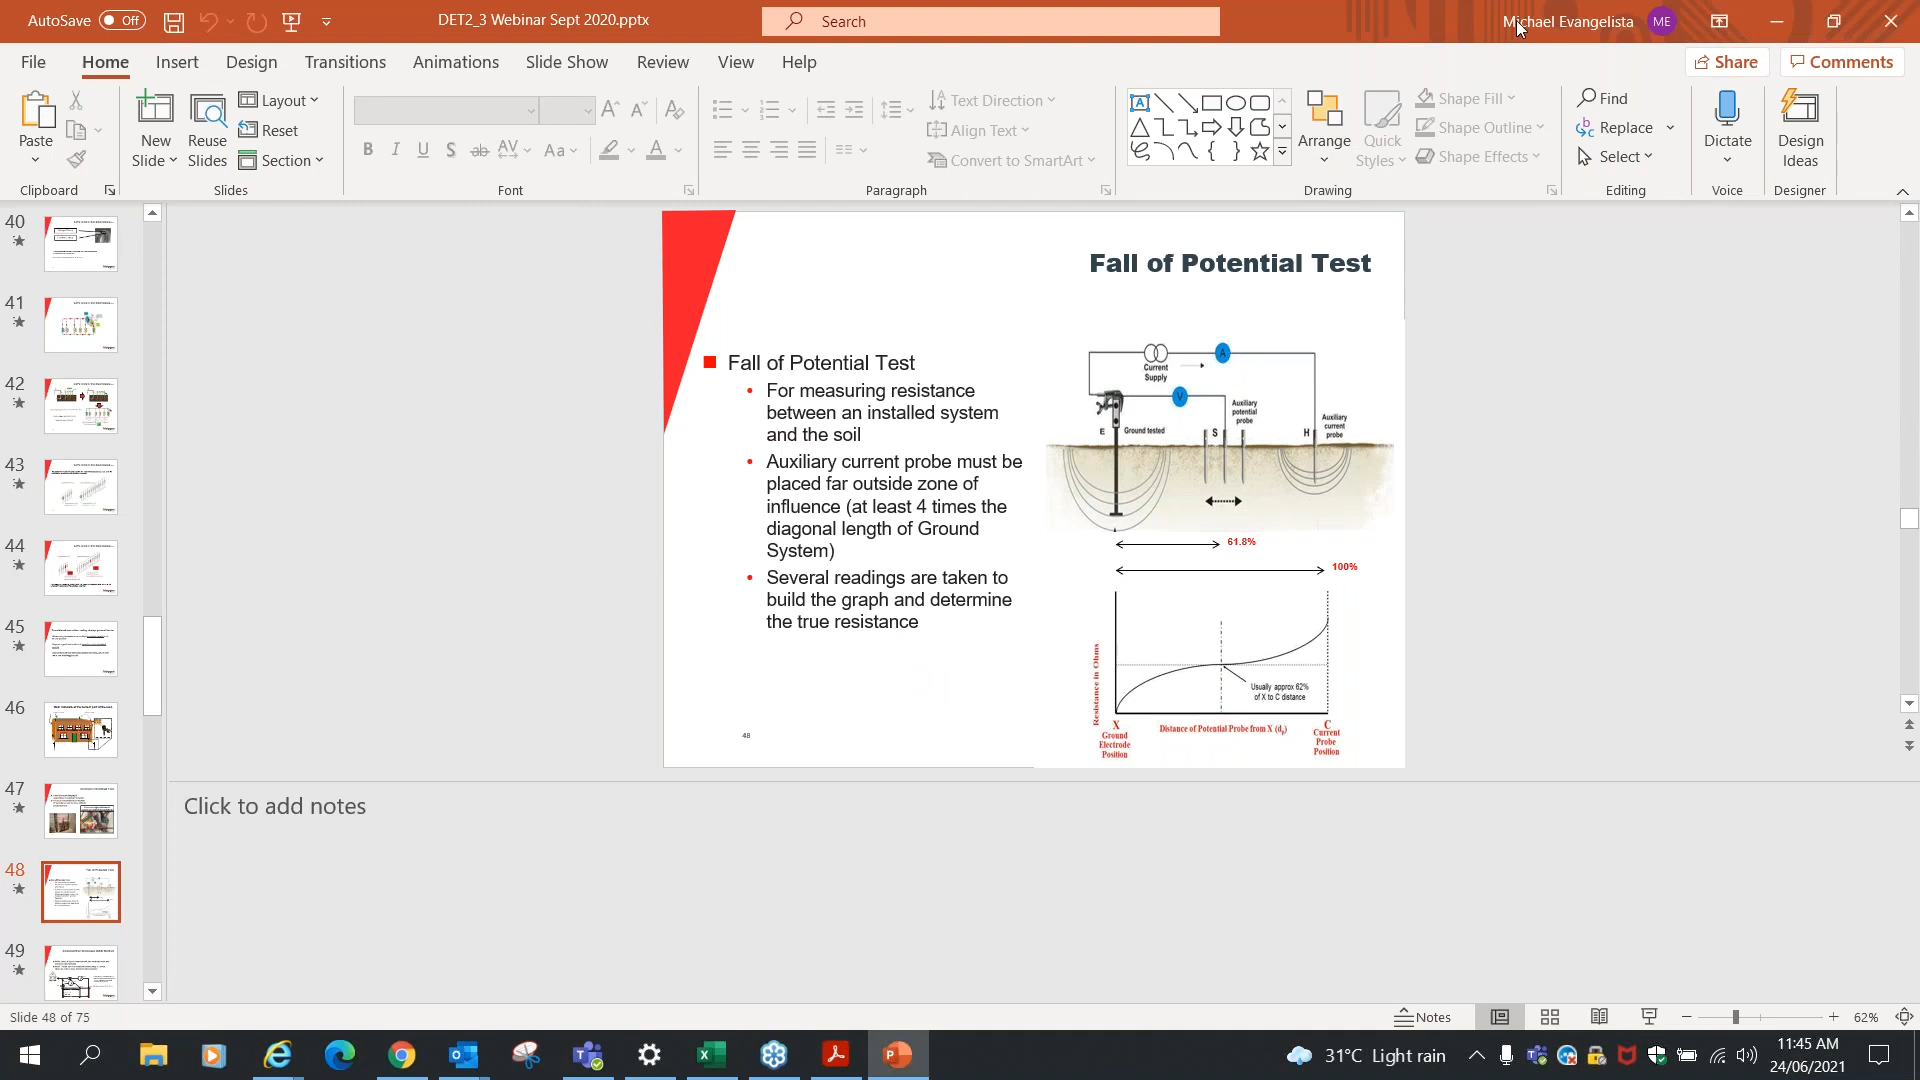 AutoSave Off
DET2_3 Webinar Sept 2020.pptx
Search
Michael Evangelista ME
File Home Insert Design Transitions Animations Slide Show Review View Help
Share Comments
Paste
New Slide
Reuse Slides
Layout
Reset
Section
Text Direction
Align Text
Convert to SmartArt
Arrange
Quick Styles
Shape Fill
Shape Outline
Shape Effects
Find
Replace
Select
Dictate
Design Ideas
Clipboard Slides Font Paragraph Drawing Editing Voice Designer
40
41
42
43
44
45
46
47
48
49
Fall of Potential Test
Fall of Potential Test
For measuring resistance
between an installed system
and the soil
Auxiliary current probe must be
placed far outside zone of
influence (at least 4 times the
diagonal length of Ground
System)
Several readings are taken to
build the graph and determine
the true resistance
48
A
Current
Supply
V
Auxiliary
potential
probe
Auxiliary
current
probe
E Ground tested S H
61.8%
100%
Resistance in Ohms
Usually approx 62%
of X to C distance
X
Ground
Electrode
Position
Distance of Potential Probe from X (dp)
C
Current
Probe
Position
Click to add notes
Slide 48 of 75
Notes
62%
31°C Light rain
11:45 AM
24/06/2021